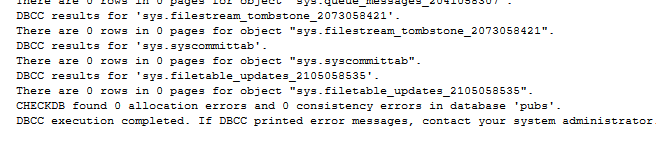 There are 0 rows in 0 pages for object "sys.queue_messages_2041058307".
DBCC results for 'sys.filestream_tombstone_2073058421'.
There are 0 rows in 0 pages for object "sys.filestream_tombstone_2073058421".
DBCC results for 'sys.syscommittab'.
There are 0 rows in 0 pages for object "sys.syscommittab".
DBCC results for 'sys.filetable_updates_2105058535'.
There are 0 rows in 0 pages for object "sys.filetable_updates_2105058535".
CHECKDB found 0 allocation errors and 0 consistency errors in database 'pubs'.
DBCC execution completed. If DBCC printed error messages, contact your system administrator